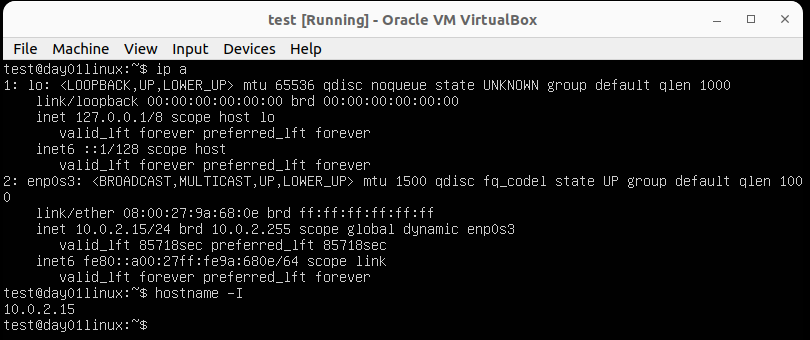 test [Running] - Oracle VM VirtualBox
File Machine View Input Devices Help
test@day01linux:~$ ip a
1: lo: <LOOPBACK,UP,LOWER_UP> mtu 65536 qdisc noqueue state UNKNOWN group default qlen 1000
    link/loopback 00:00:00:00:00:00 brd 00:00:00:00:00:00
    inet 127.0.0.1/8 scope host lo
       valid_lft forever preferred_lft forever
    inet6 ::1/128 scope host
       valid_lft forever preferred_lft forever
2: enp0s3: <BROADCAST,MULTICAST,UP,LOWER_UP> mtu 1500 qdisc fq_codel state UP group default qlen 100
0
    link/ether 08:00:27:9a:68:0e brd ff:ff:ff:ff:ff:ff
    inet 10.0.2.15/24 brd 10.0.2.255 scope global dynamic enp0s3
       valid_lft 85718sec preferred_lft 85718sec
    inet6 fe80::a00:27ff:fe9a:680e/64 scope link
       valid_lft forever preferred_lft forever
test@day01linux:~$ hostname -I
10.0.2.15
test@day01linux:~$